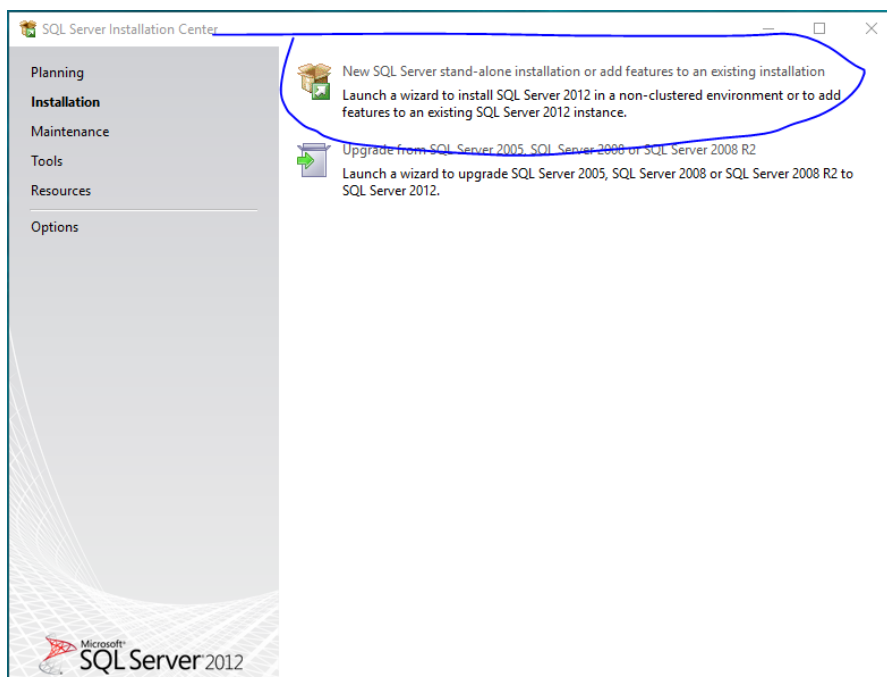 SQL Server Installation Center
Planning
Installation
Maintenance
Tools
Resources
Options
New SQL Server stand-alone installation or add features to an existing installation
Launch a wizard to install SQL Server 2012 in a non-clustered environment or to add
features to an existing SQL Server 2012 instance.
Upgrade from SQL Server 2005, SQL Server 2008 or SQL Server 2008 R2
Launch a wizard to upgrade SQL Server 2005, SQL Server 2008 or SQL Server 2008 R2 to
SQL Server 2012.
Microsoft®
SQL Server 2012